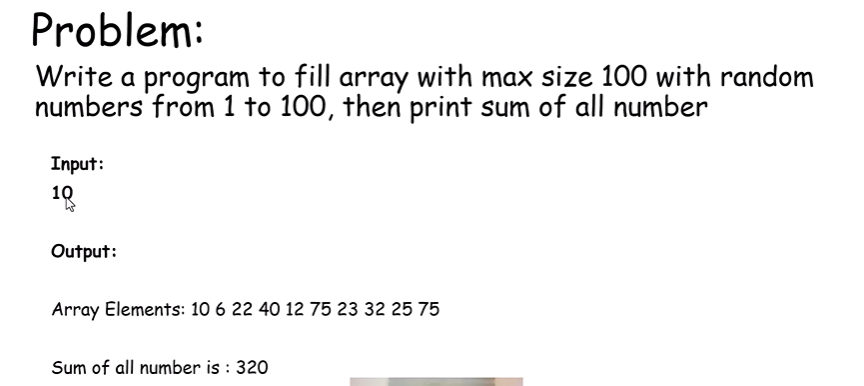 Problem:
Write a program to fill array with max size 100 with random
numbers from 1 to 100, then print sum of all number
Input:
10
Output:
Array Elements: 10 6 22 40 12 75 23 32 25 75
Sum of all number is : 320